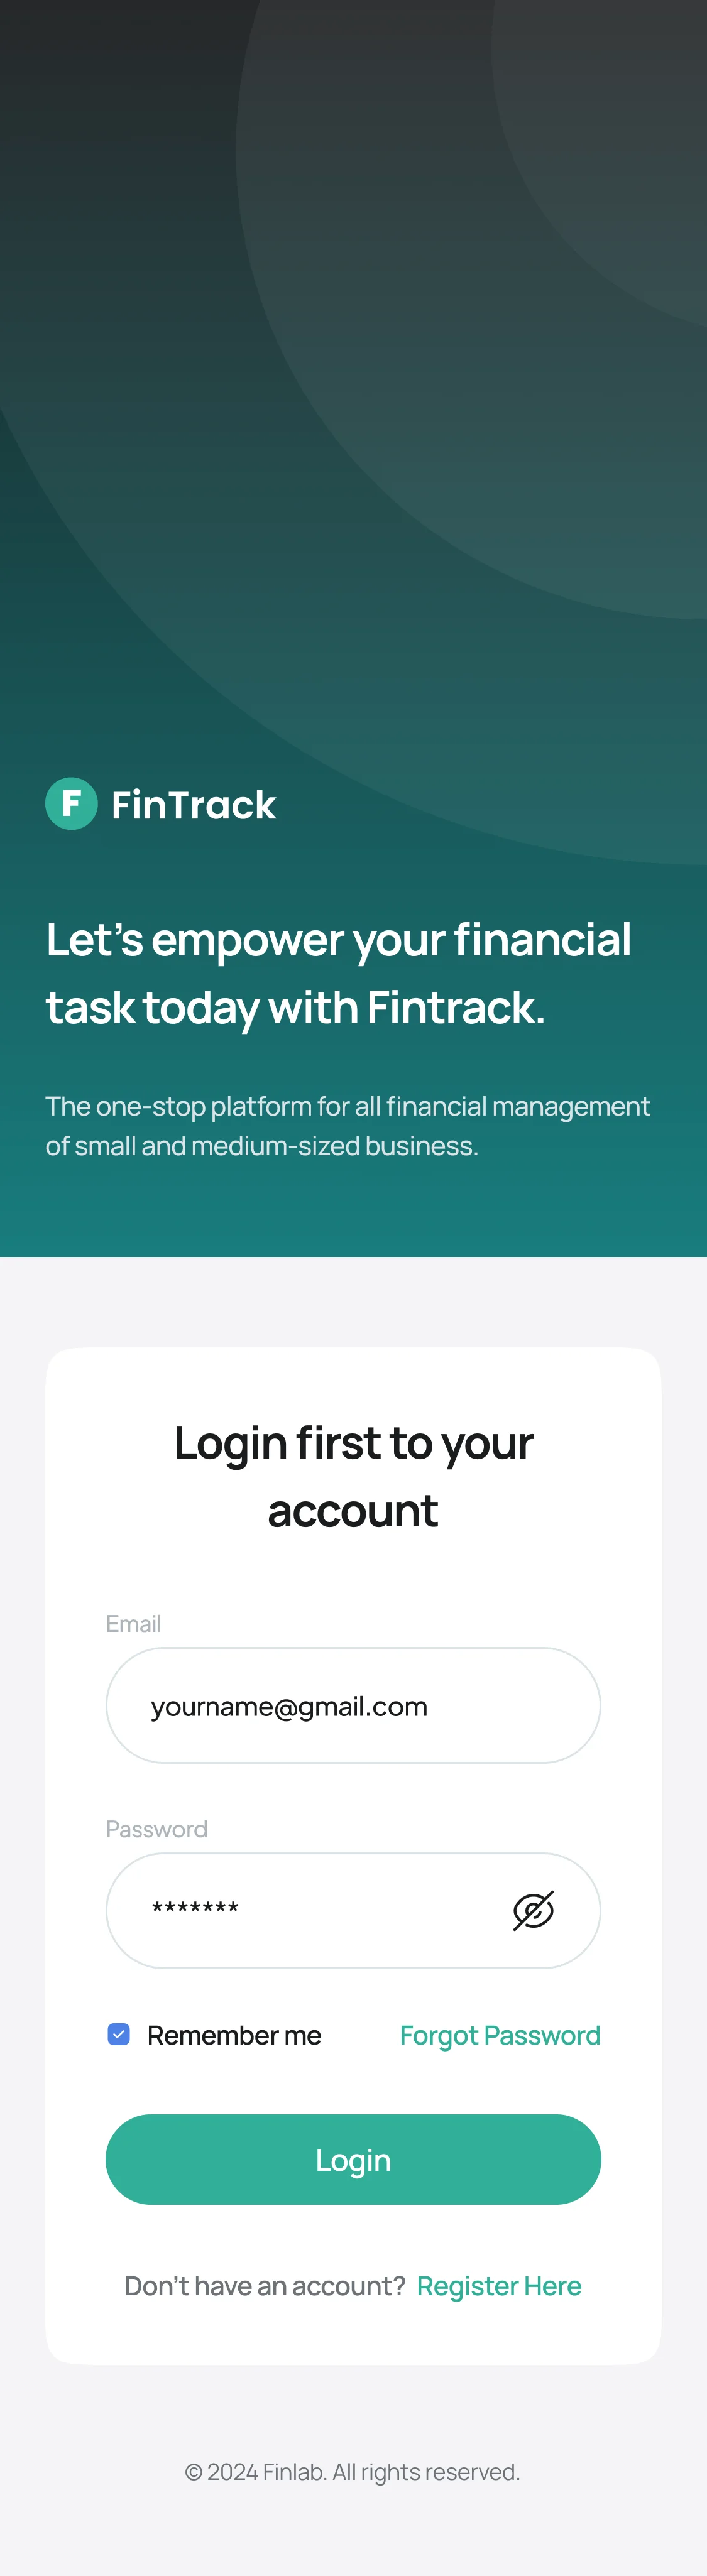 F FinTrack
Let’s empower your financial
task today with Fintrack.
The one-stop platform for all financial management
of small and medium-sized business.
Login first to your
account
Email
yourname@gmail.com
Password
*******
Remember me Forgot Password
Login
Don’t have an account? Register Here
© 2024 Finlab. All rights reserved.